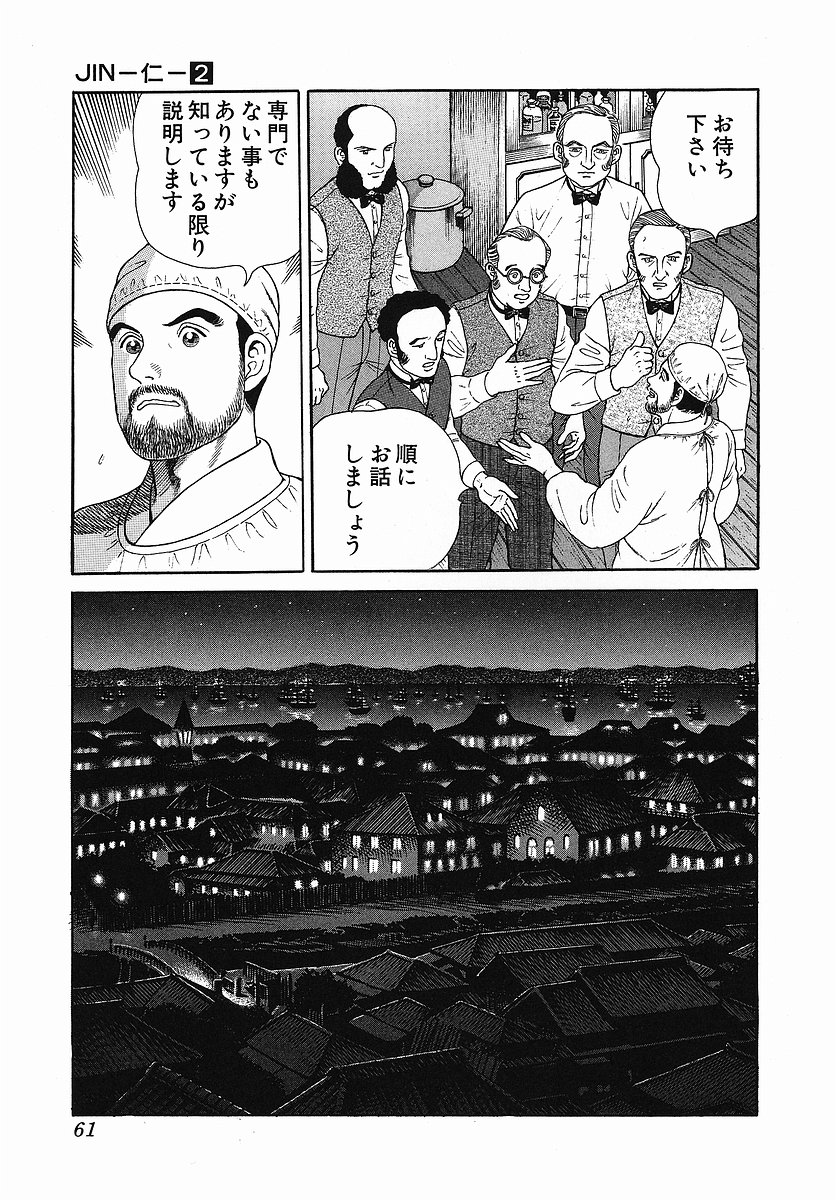 JIN－仁－2
お待ち
下さい
順に
お話
しましょう
専門で
ない事も
ありますが
知っている限り
説明します
61